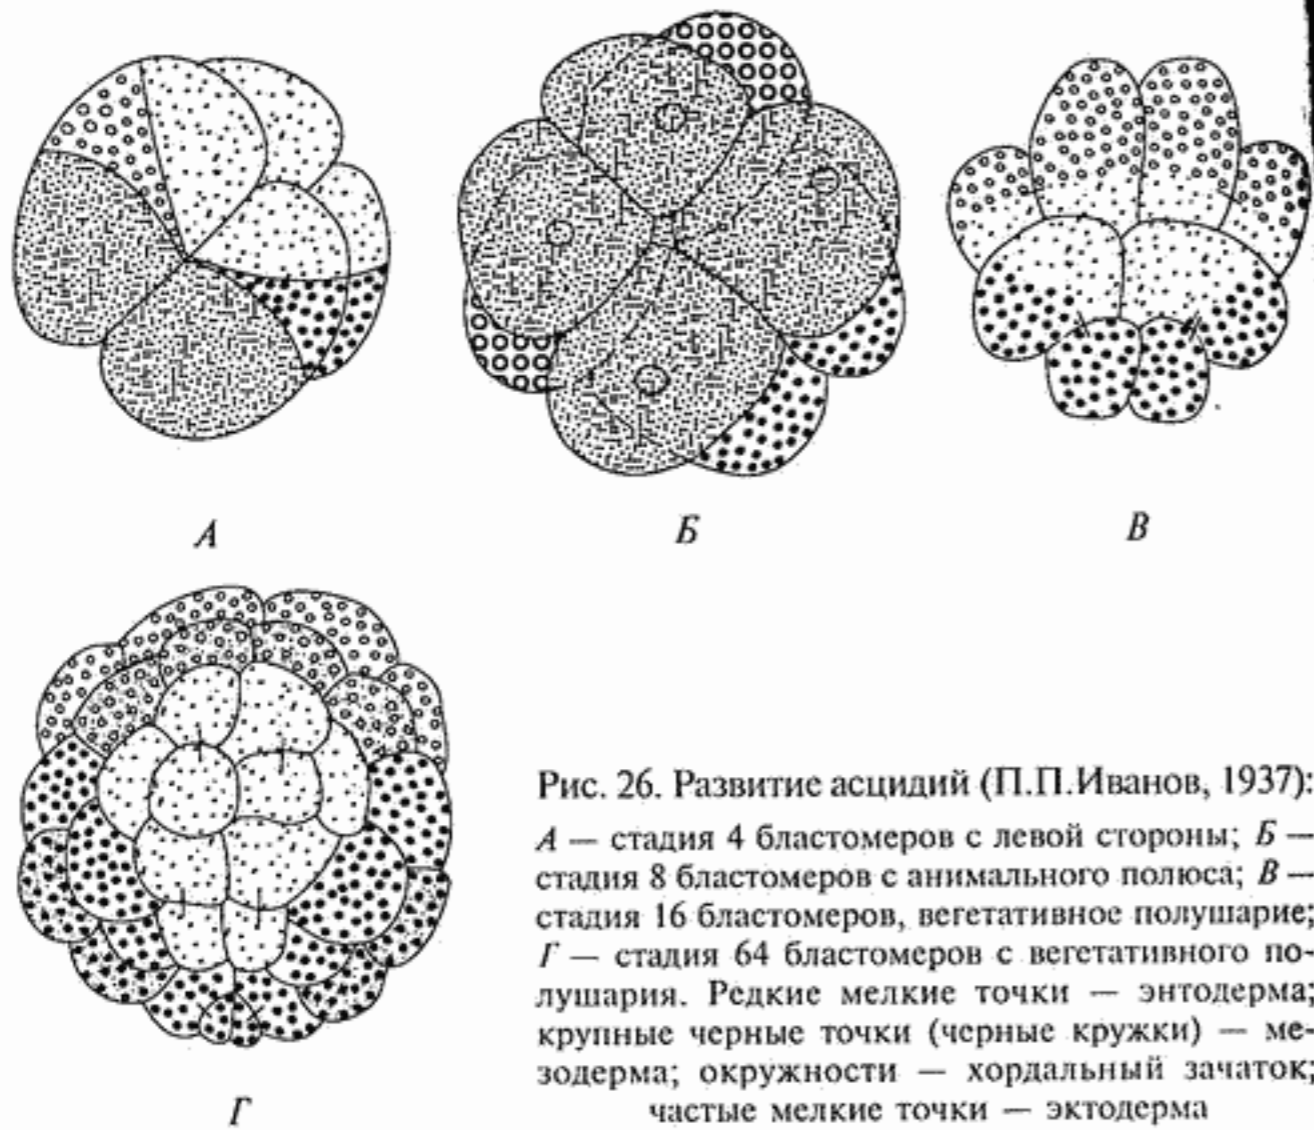 А
Б
В
Г
Рис. 26. Развитие асцидий (П.П.Иванов, 1937):
А — стадия 4 бластомеров с левой стороны; Б —
стадия 8 бластомеров с анимального полюса; В —
стадия 16 бластомеров, вегетативное полушарие;
Г — стадия 64 бластомеров с вегетативного по-
лушария. Редкие мелкие точки — энтодерма;
крупные черные точки (черные кружки) — ме-
зодерма; окружности — хордальный зачаток;
частые мелкие точки — эктодерма